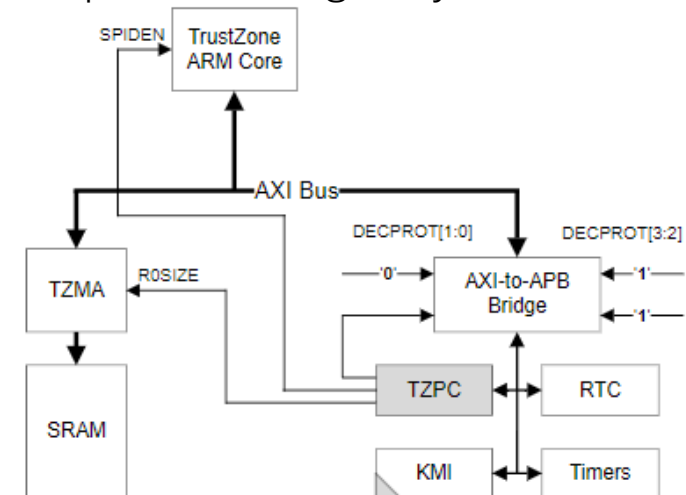 SPIDEN
TrustZone
ARM Core
AXI Bus
DECPROT[1:0]
DECPROT[3:2]
TZMA
R0SIZE
'0'
AXI-to-APB
Bridge
'1'
'1'
SRAM
TZPC
RTC
KMI
Timers